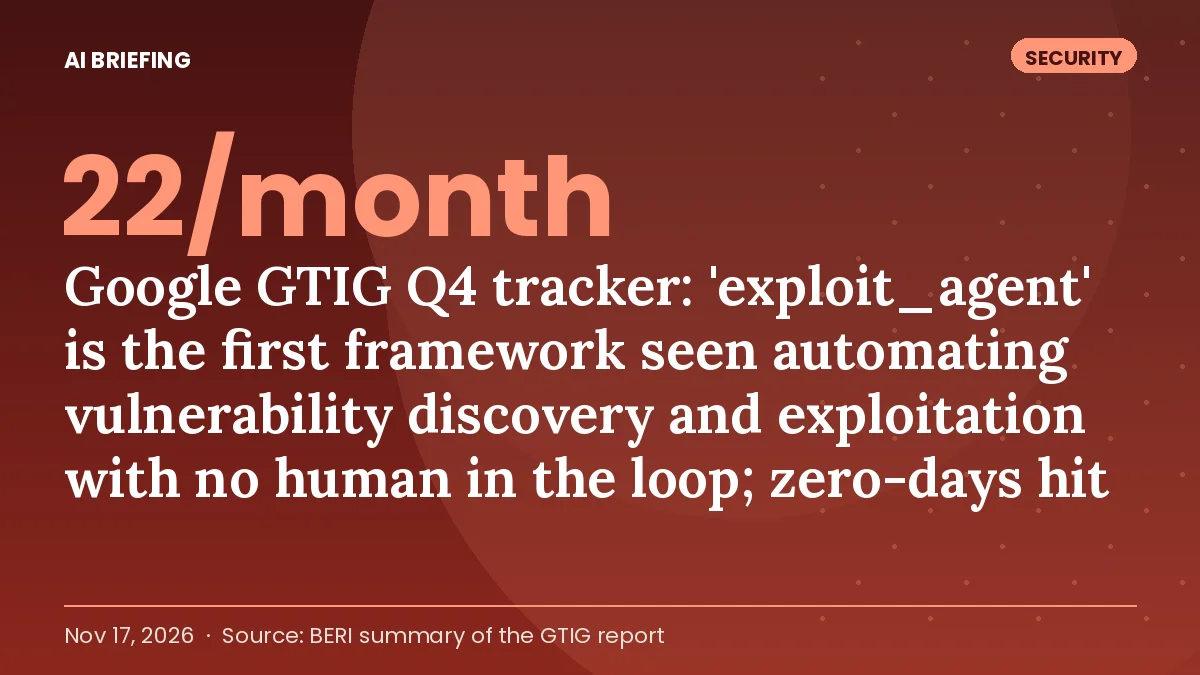 AI BRIEFING
SECURITY
22/month
Google GTIG Q4 tracker: 'exploit_agent'
is the first framework seen automating
vulnerability discovery and exploitation
with no human in the loop; zero-days hit
Nov 17, 2026 · Source: BERI summary of the GTIG report